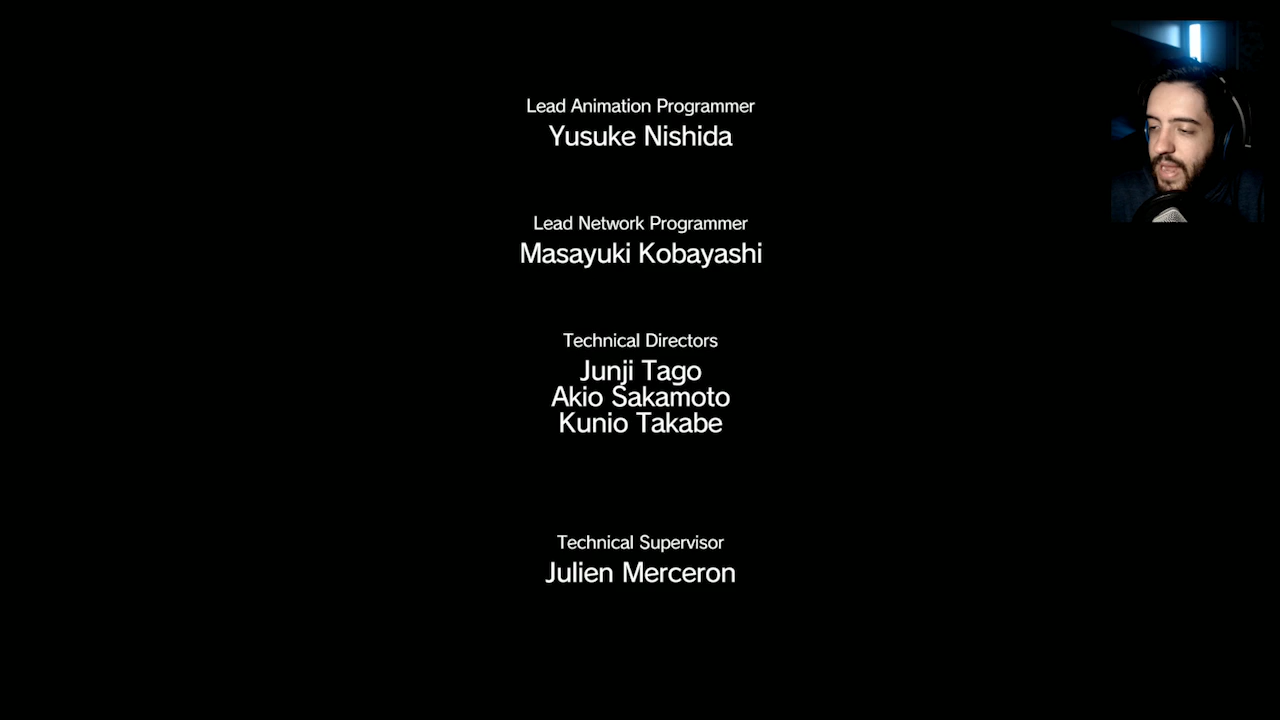 Lead Animation Programmer
Yusuke Nishida
Lead Network Programmer
Masayuki Kobayashi
Technical Directors
Junji Tago
Akio Sakamoto
Kunio Takabe
Technical Supervisor
Julien Merceron